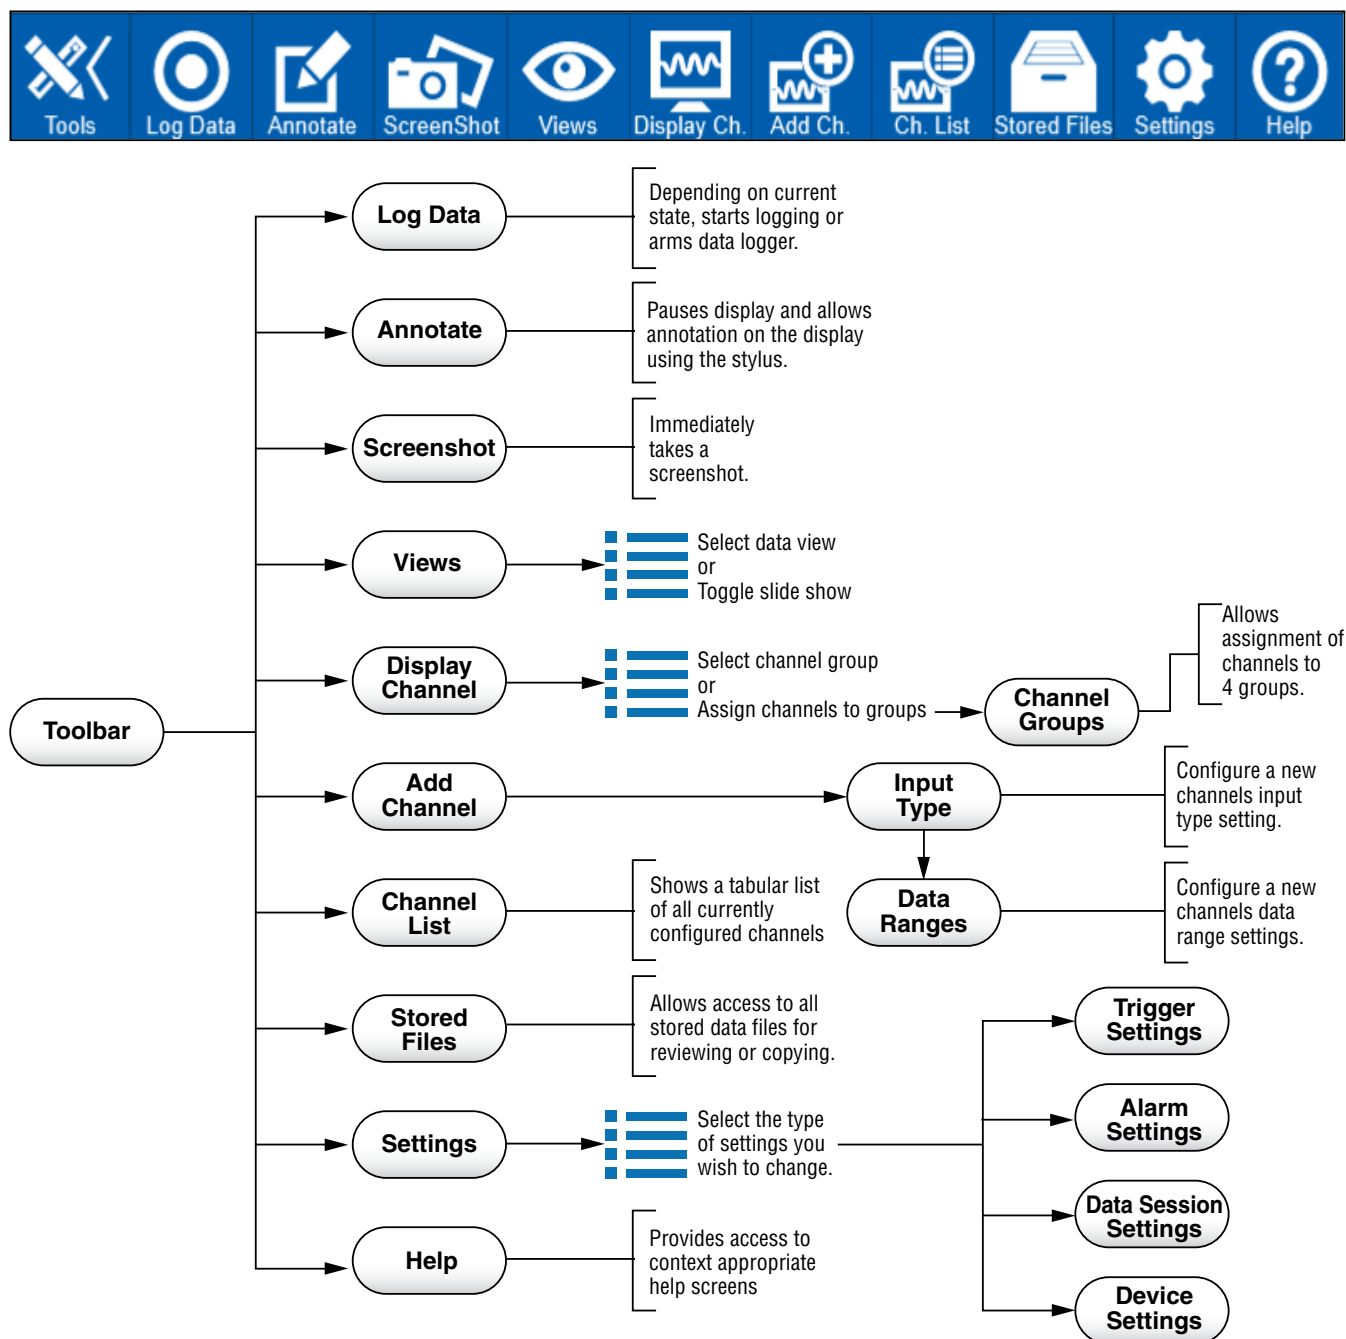 Tools
Log Data
Annotate
ScreenShot
Views
Display Ch.
Add Ch.
Ch. List
Stored Files
Settings
Help
Toolbar
Log Data
Depending on current
state, starts logging or
arms data logger.
Annotate
Pauses display and allows
annotation on the display
using the stylus.
Screenshot
Immediately
takes a
screenshot.
Views
Select data view
or
Toggle slide show
Display
Channel
Select channel group
or
Assign channels to groups
Channel
Groups
Allows
assignment of
channels to
4 groups.
Add
Channel
Input
Type
Configure a new
channels input
type setting.
Data
Ranges
Configure a new
channels data
range settings.
Channel
List
Shows a tabular list
of all currently
configured channels
Stored
Files
Allows access to all
stored data files for
reviewing or copying.
Settings
Select the type
of settings you
wish to change.
Trigger
Settings
Alarm
Settings
Data Session
Settings
Device
Settings
Help
Provides access to
context appropriate
help screens